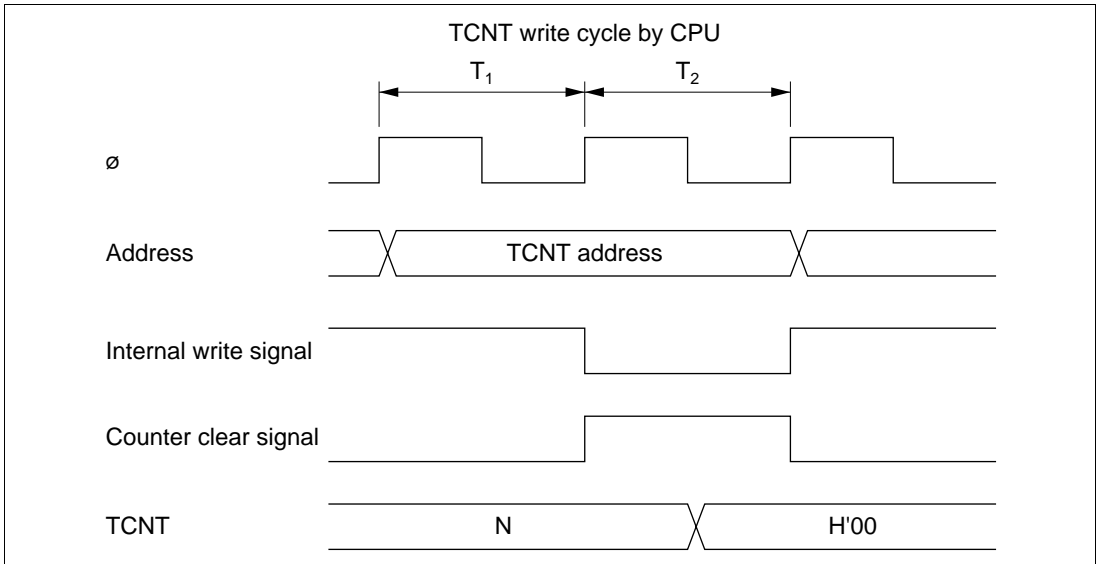 TCNT write cycle by CPU
T₁ T₂
ø
Address TCNT address
Internal write signal
Counter clear signal
TCNT N H'00